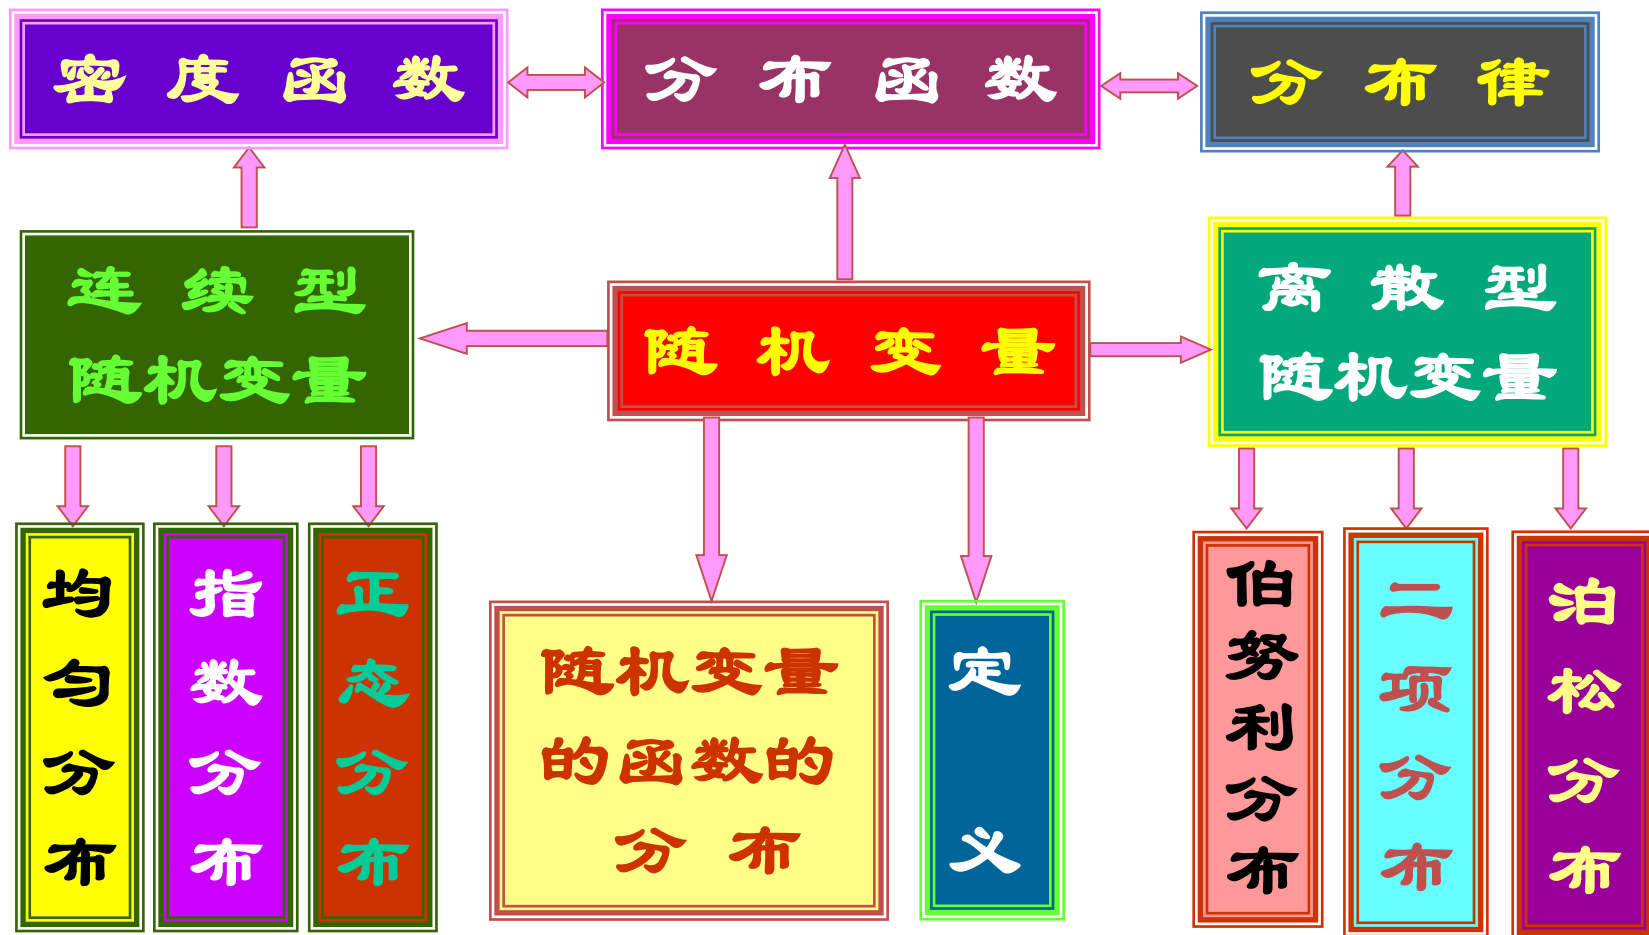 密度函数
分布函数
分布律
连续型
随机变量
随机变量
离散型
随机变量
均匀分布
指数分布
正态分布
随机变量
的函数的
分布
定义
伯努利分布
二项分布
泊松分布